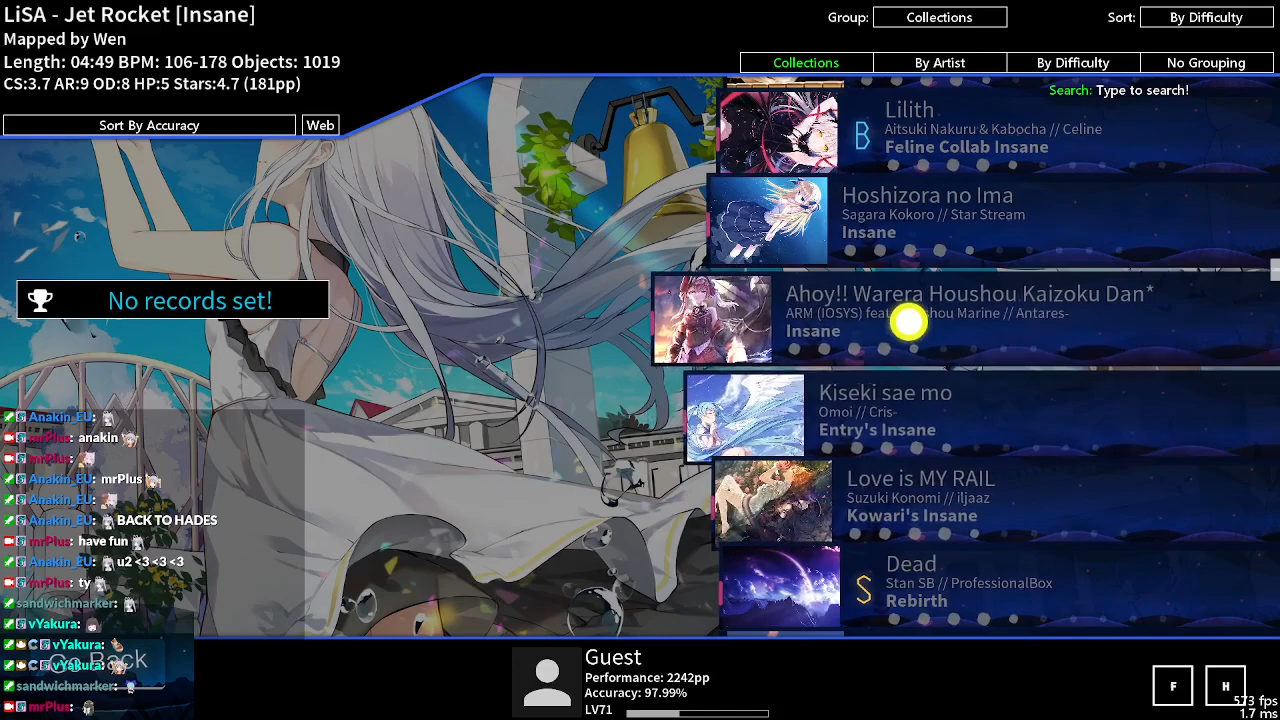 LiSA - Jet Rocket [Insane]
Mapped by Wen
Length: 04:49 BPM: 106-178 Objects: 1019
CS:3.7 AR:9 OD:8 HP:5 Stars:4.7 (181pp)
Sort By Accuracy
Web
Group:
Collections
Sort:
By Difficulty
Collections
By Artist
By Difficulty
No Grouping
Search: Type to search!
No records set!
B
Lilith
Aitsuki Nakuru & Kabocha // Celine
Feline Collab Insane
Hoshizora no Ima
Sagara Kokoro // Star Stream
Insane
Ahoy!! Warera Houshou Kaizoku Dan*
ARM (IOSYS) Marine // Antares-
Insane
Kiseki sae mo
Omoi // Cris-
Entry's Insane
Love is MY RAIL
Suzuki Konomi // iljaaz
Kowari's Insane
S
Dead
Stan SB // ProfessionalBox
Rebirth
Anakin_EU:
mrPlus: anakin
mrPlus:
Anakin_EU: mrPlus
Anakin_EU:
Anakin_EU: BACK TO HADES
mrPlus: have fun
Anakin_EU: u2 <3 <3 <3
mrPlus: ty
sandwichmarker:
vYakura:
vYakura:
vYakura:
sandwichmarker:
mrPlus:
Go Back
Guest
Performance: 2242pp
Accuracy: 97.99%
LV71
F
H
573 fps
1.7 ms